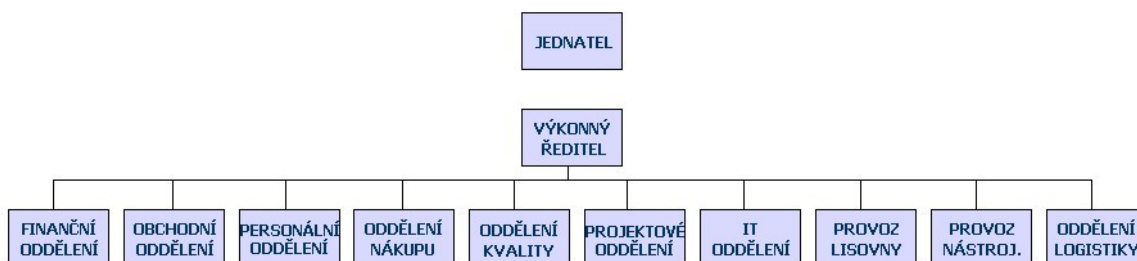 JEDNATEL
VÝKONNÝ
ŘEDITEL
FINANČNÍ
ODDĚLENÍ
OBCHODNÍ
ODDĚLENÍ
PERSONÁLNÍ
ODDĚLENÍ
ODDĚLENÍ
NÁKUPU
ODDĚLENÍ
KVALITY
PROJEKTOVÉ
ODDĚLENÍ
IT
ODDĚLENÍ
PROVOZ
LISOVNY
PROVOZ
NÁSTROJ.
ODDĚLENÍ
LOGISTIKY